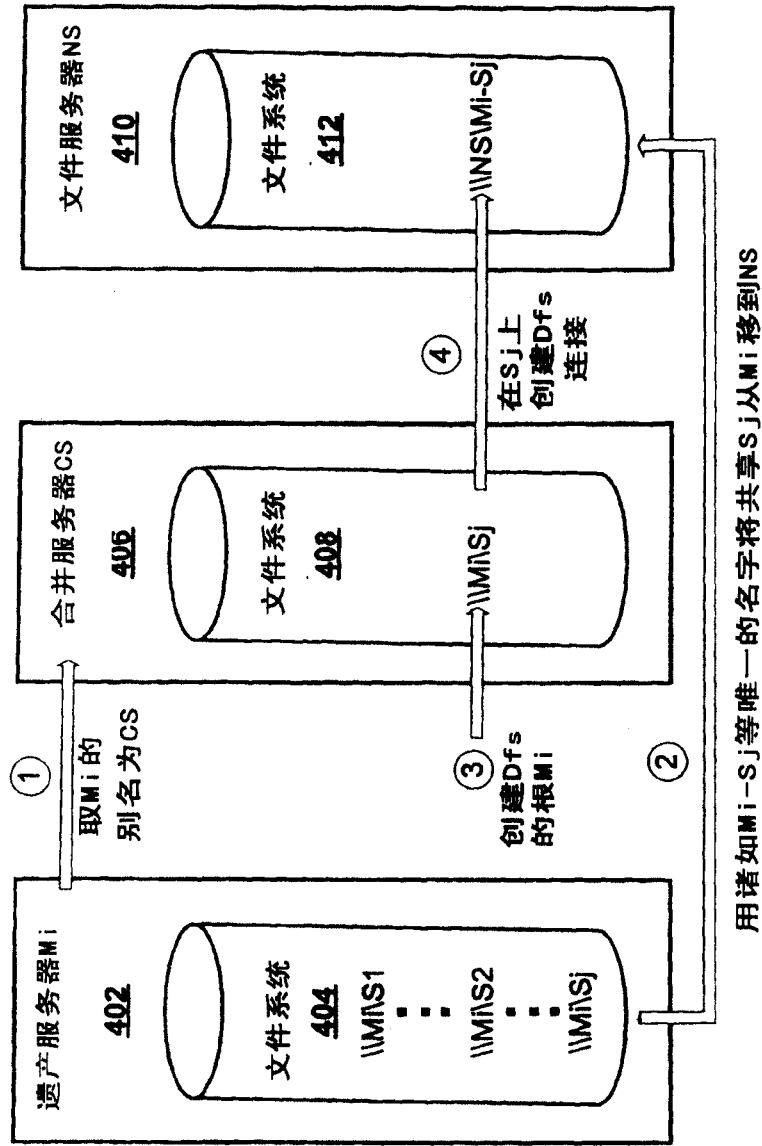 遗产服务器Mi
402
文件系统
404
\\Mi\S1
\\Mi\S2
\\Mi\Sj
①
取Mi的
别名为CS
合并服务器CS
406
文件系统
408
\\Mi\Sj
③
创建Dfs
的根Mi
④
在Sj上
创建Dfs
连接
文件服务器NS
410
文件系统
412
\\NS\Mi-Sj
②
用诸如Mi-Sj等唯一的名字将共享Sj从Mi移到NS